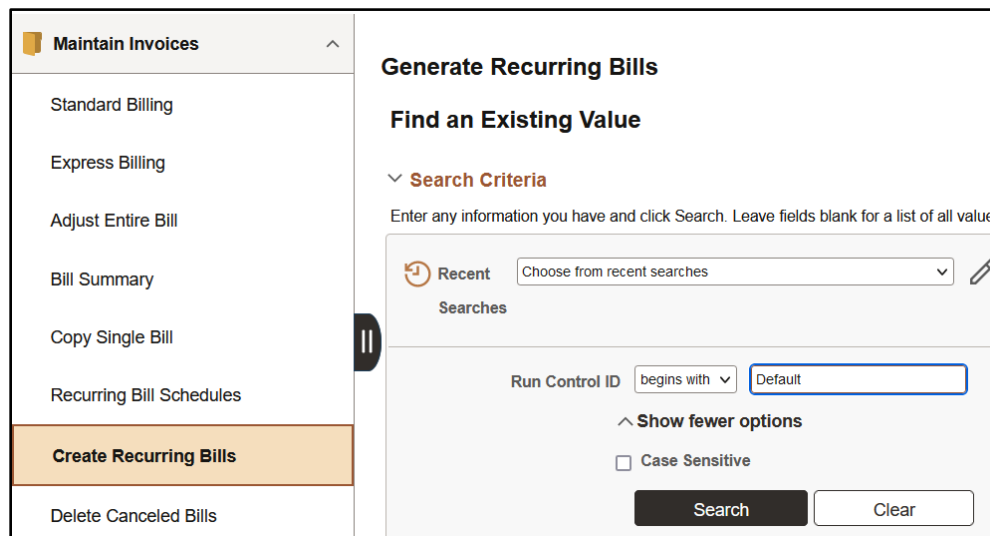 Maintain Invoices
Standard Billing
Express Billing
Adjust Entire Bill
Bill Summary
Copy Single Bill
Recurring Bill Schedules
Create Recurring Bills
Delete Canceled Bills
Generate Recurring Bills
Find an Existing Value
Search Criteria
Enter any information you have and click Search. Leave fields blank for a list of all value
Recent Searches
Choose from recent searches
Run Control ID begins with Default
Show fewer options
Case Sensitive
Search Clear